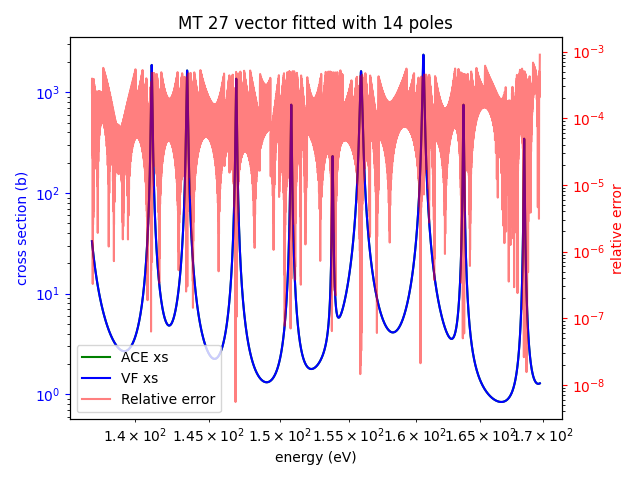 MT 27 vector fitted with 14 poles
cross section (b)
10³
10²
10¹
10⁰
10⁻³
10⁻⁴
10⁻⁵
10⁻⁶
10⁻⁷
10⁻⁸
relative error
ACE xs
VF xs
Relative error
1.4 × 10² 1.45 × 10² 1.5 × 10² 1.55 × 10² 1.6 × 10² 1.65 × 10² 1.7 × 10²
energy (eV)